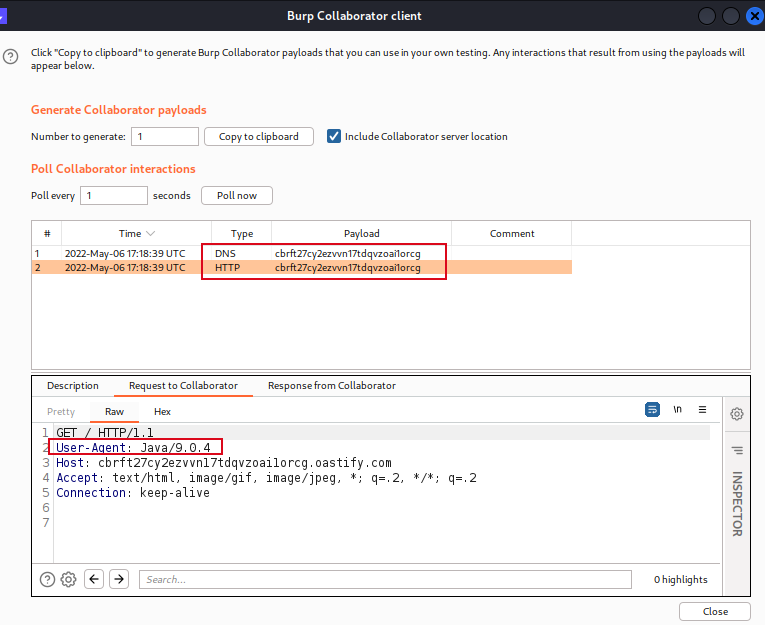 Burp Collaborator client
Click "Copy to clipboard" to generate Burp Collaborator payloads that you can use in your own testing. Any interactions that result from using the payloads will
appear below.
Generate Collaborator payloads
Number to generate: 1 Copy to clipboard Include Collaborator server location
Poll Collaborator interactions
Poll every 1 seconds Poll now
# Time Type Payload Comment
1 2022-May-06 17:18:39 UTC DNS cbrft27cy2ezvvn17tdqvzoai1orcg
2 2022-May-06 17:18:39 UTC HTTP cbrft27cy2ezvvn17tdqvzoai1orcg
Description Request to Collaborator Response from Collaborator
Pretty Raw Hex \n
1 GET / HTTP/1.1
2 User-Agent: Java/9.0.4
3 Host: cbrft27cy2ezvvn17tdqvzoai1orcg.oastify.com
4 Accept: text/html, image/gif, image/jpeg, *; q=.2, */*; q=.2
5 Connection: keep-alive
6
7
INSPECTOR
Search... 0 highlights
Close